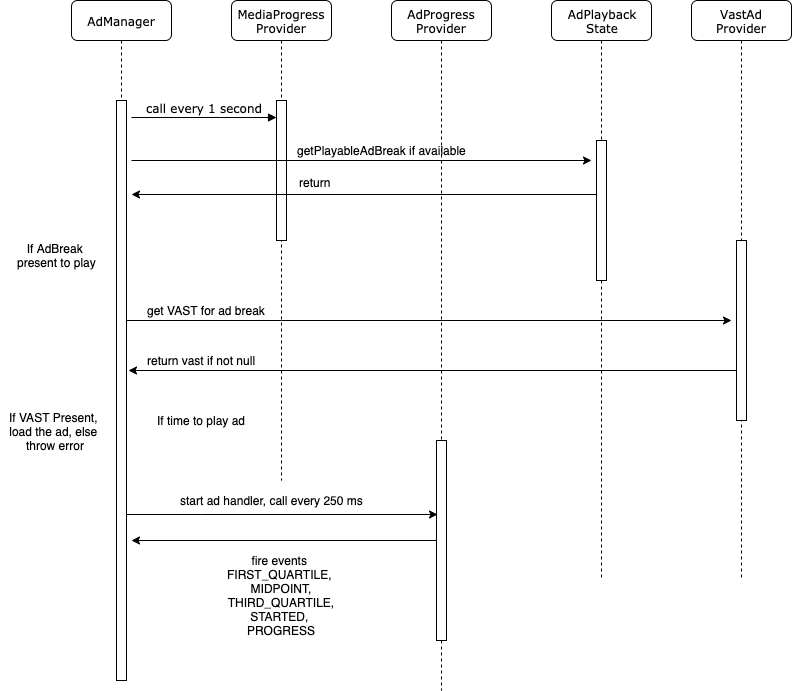 AdManager
MediaProgress
Provider
AdProgress
Provider
AdPlayback
State
VastAd
Provider
call every 1 second
getPlayableAdBreak if available
return
If AdBreak
present to play
get VAST for ad break
return vast if not null
If VAST Present,
load the ad, else
throw error
If time to play ad
start ad handler, call every 250 ms
fire events
FIRST_QUARTILE,
MIDPOINT,
THIRD_QUARTILE,
STARTED,
PROGRESS